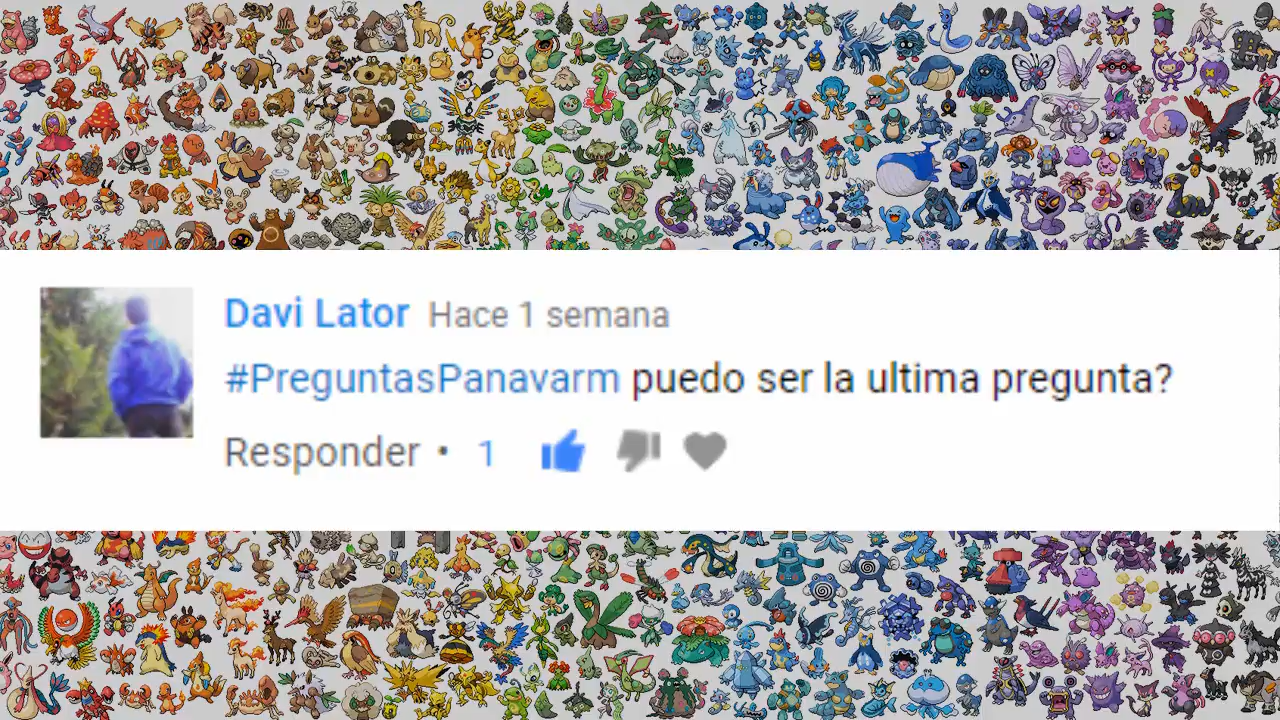 Davi Lator Hace 1 semana
#PreguntasPanavarm puedo ser la ultima pregunta?
Responder • 1